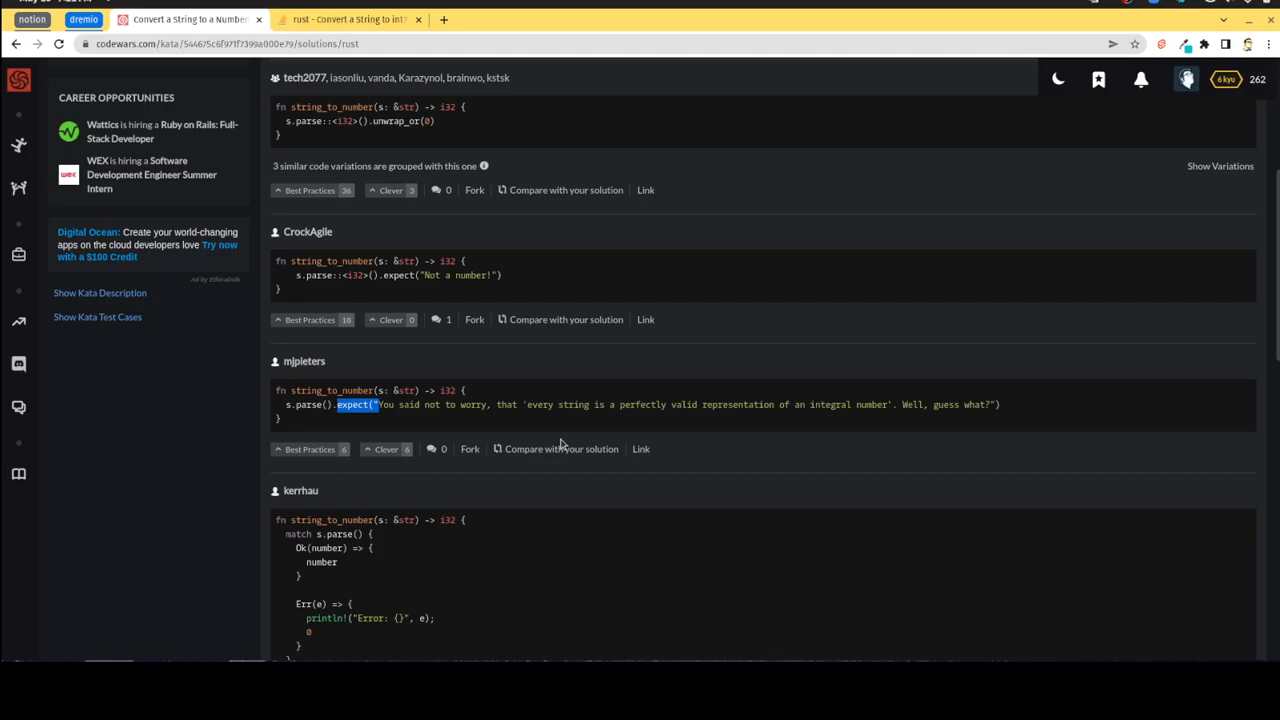 notion
dremio
Convert a String to a Number
rust - Convert a String to int?
codewars.com/kata/544675c6f971f7399a000e79/solutions/rust
6 kyu
262
CAREER OPPORTUNITIES
Wattics is hiring a Ruby on Rails: Full-
Stack Developer
WEX is hiring a Software
Development Engineer Summer
Intern
Digital Ocean: Create your world-changing
apps on the cloud developers love Try now
with a $100 Credit
Ad by EthicalAds
Show Kata Description
Show Kata Test Cases
tech2077, iasonliu, vanda, Karazynol, brainwo, kstsk
fn string_to_number(s: &str) -> i32 {
s.parse::<i32>().unwrap_or(0)
}
3 similar code variations are grouped with this one
Show Variations
Best Practices 36 Clever 3 0 Fork Compare with your solution Link
CrockAgile
fn string_to_number(s: &str) -> i32 {
s.parse::<i32>().expect("Not a number!")
}
Best Practices 18 Clever 0 1 Fork Compare with your solution Link
mjpieters
fn string_to_number(s: &str) -> i32 {
s.parse().expect("You said not to worry, that 'every string is a perfectly valid representation of an integral number'. Well, guess what?")
}
Best Practices 6 Clever 6 0 Fork Compare with your solution Link
kerrhau
fn string_to_number(s: &str) -> i32 {
match s.parse() {
Ok(number) => {
number
}
Err(e) => {
println!("Error: {}", e);
0
}
}